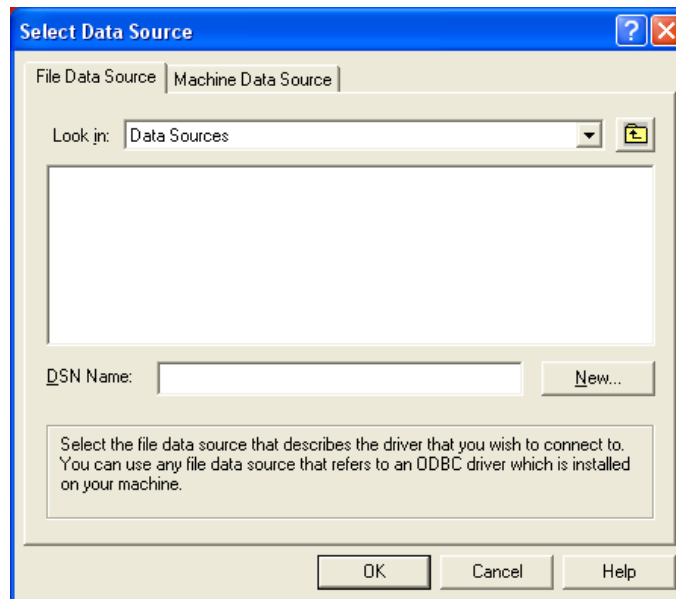 Select Data Source
File Data Source
Machine Data Source
Look in:
Data Sources
DSN Name:
New...
Select the file data source that describes the driver that you wish to connect to.
You can use any file data source that refers to an ODBC driver which is installed
on your machine.
OK
Cancel
Help